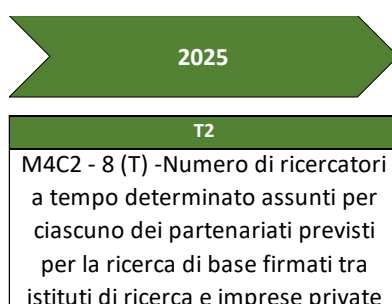 2025
T2
M4C2 - 8 (T) -Numero di ricercatori
a tempo determinato assunti per
ciascuno dei partenariati previsti
per la ricerca di base firmati tra
istituti di ricerca e imprese private